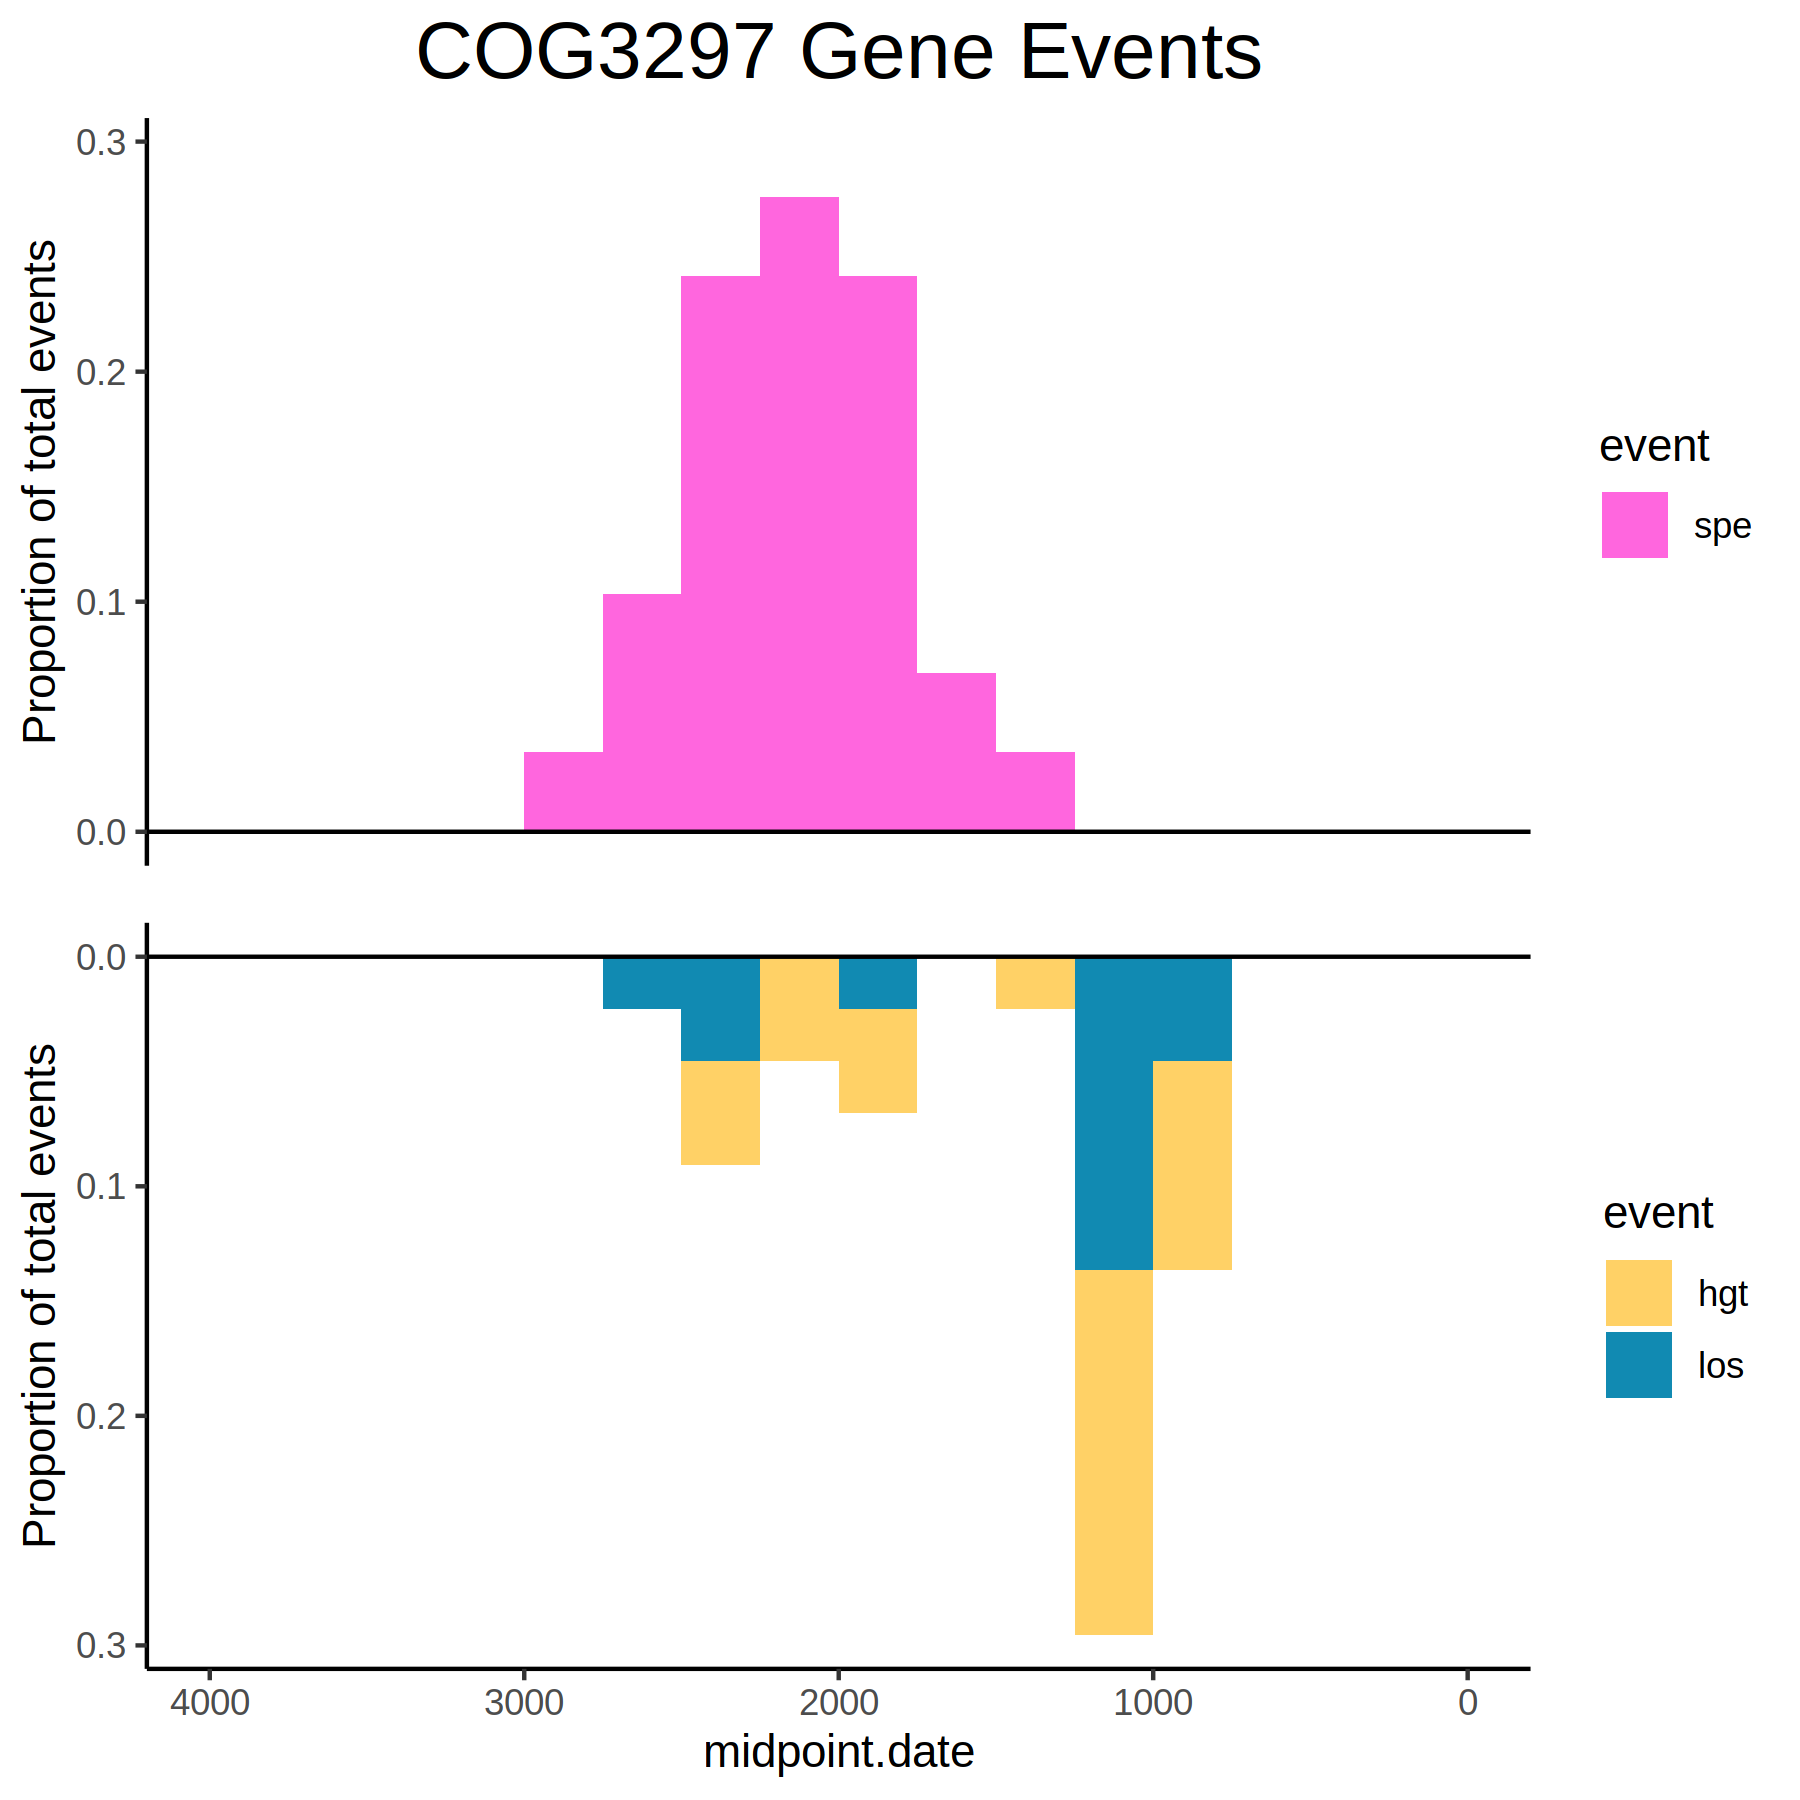 COG3297 Gene Events
0.3
0.2
0.1
0.0
Proportion of total events
event
spe
0.0
0.1
0.2
0.3
Proportion of total events
event
hgt
los
4000 3000 2000 1000 0
midpoint.date